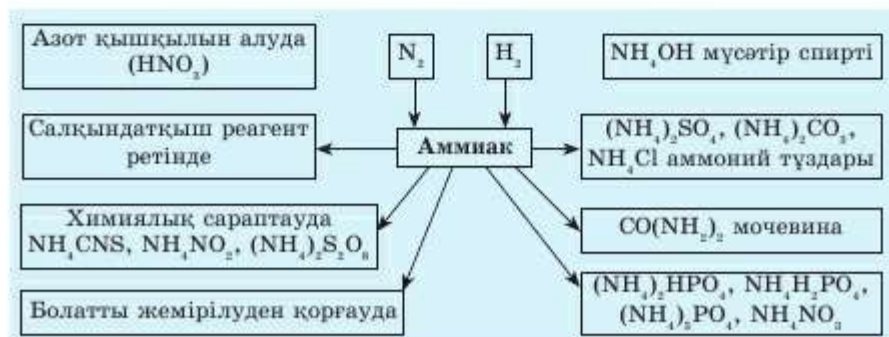 Азот қышқылын алуда
(HNO₃)
N₂
H₂
NH₄OH мүсәтір спирті
Салқындатқыш реагент
ретінде
Аммиак
(NH₄)₂SO₄, (NH₄)₂CO₃,
NH₄Cl аммоний тұздары
Химиялық сараптауда
NH₄CNS, NH₄NO₂, (NH₄)₂S₂O₈
CO(NH₂)₂ мочевина
Болатты жемірілуден қорғауда
(NH₄)₂HPO₄, NH₄H₂PO₄,
(NH₄)₃PO₄, NH₄NO₃